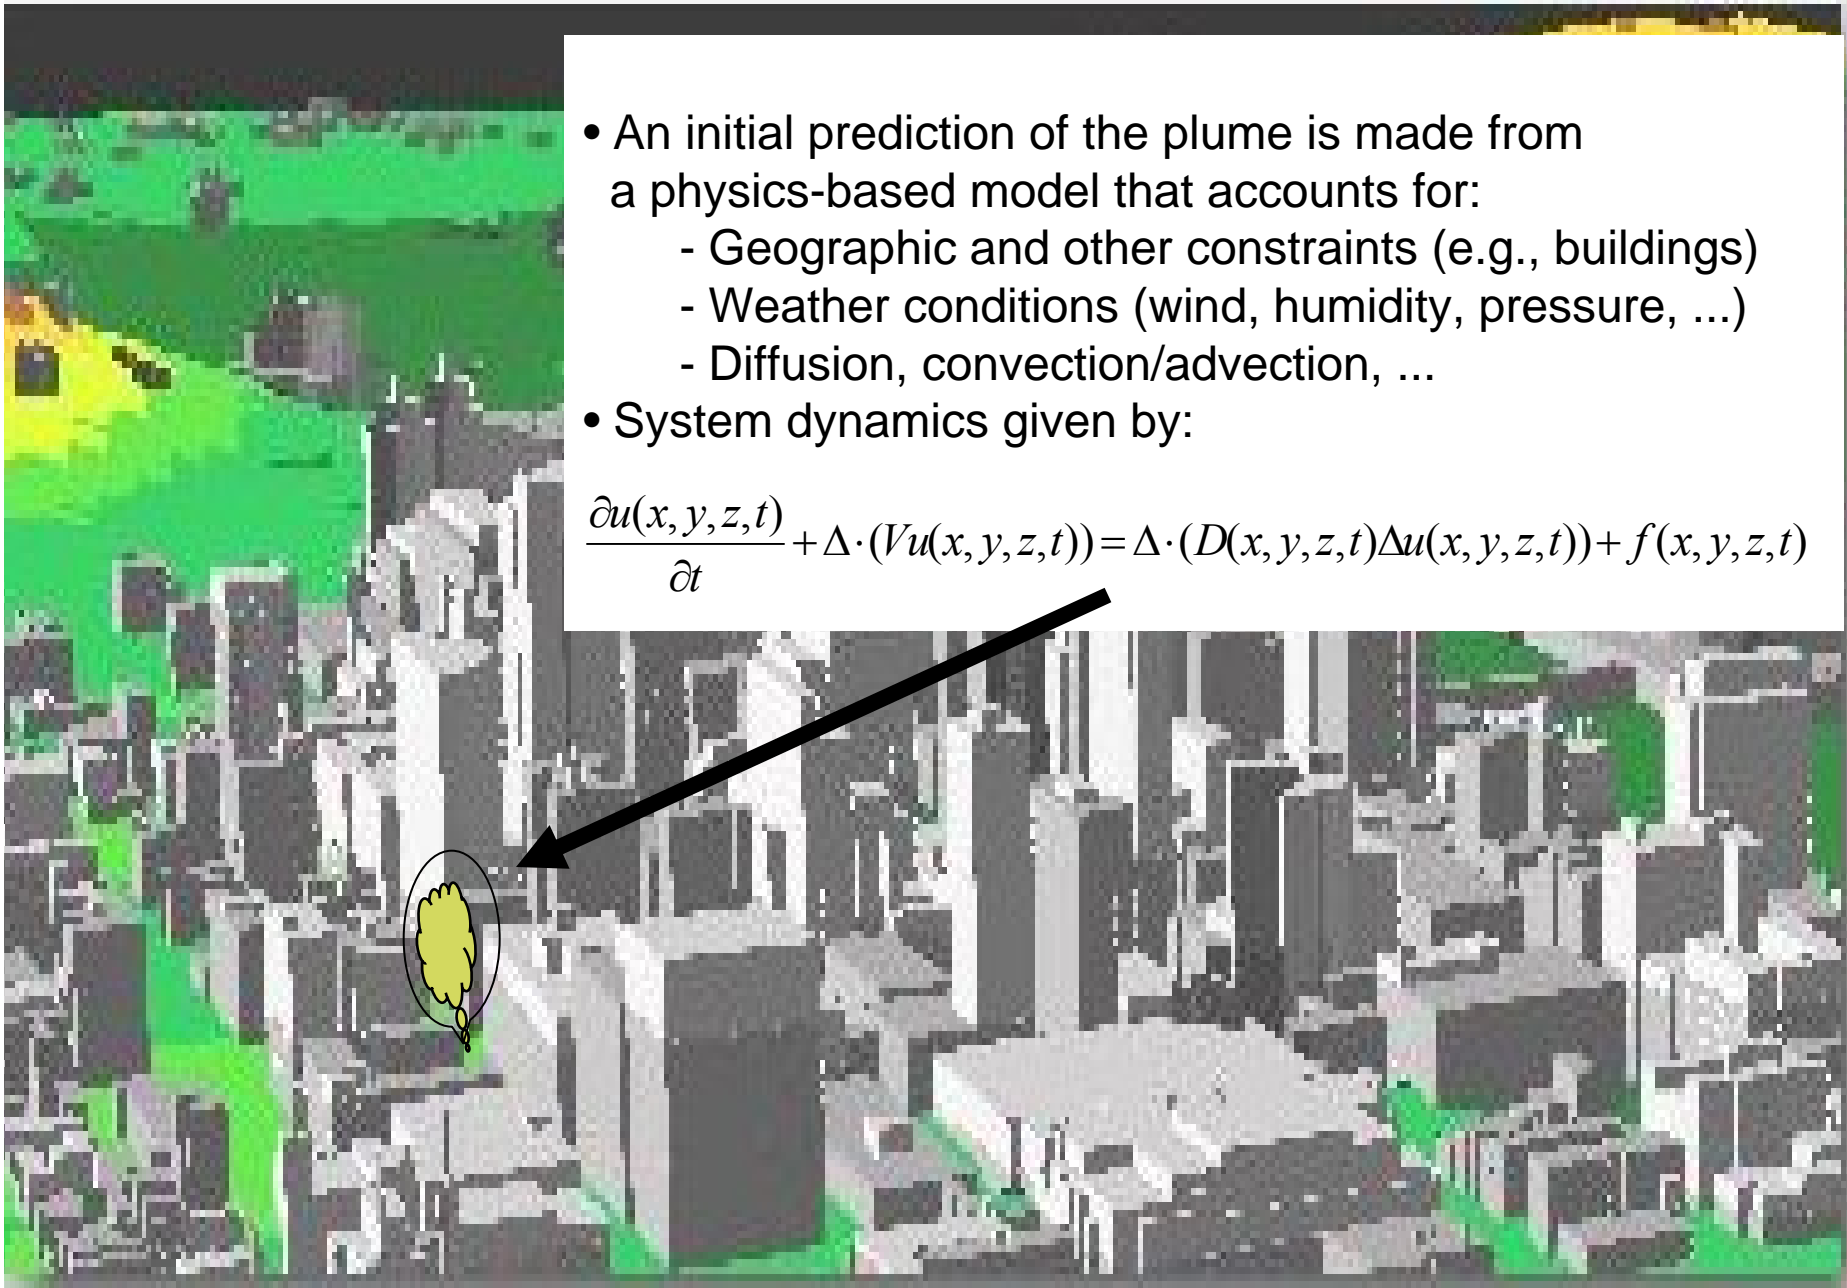 • An initial prediction of the plume is made from
a physics-based model that accounts for:
- Geographic and other constraints (e.g., buildings)
- Weather conditions (wind, humidity, pressure, ...)
- Diffusion, convection/advection, ...
• System dynamics given by:
∂u(x, y, z, t)/∂t + Δ·(Vu(x, y, z, t)) = Δ·(D(x, y, z, t)Δu(x, y, z, t)) + f(x, y, z, t)